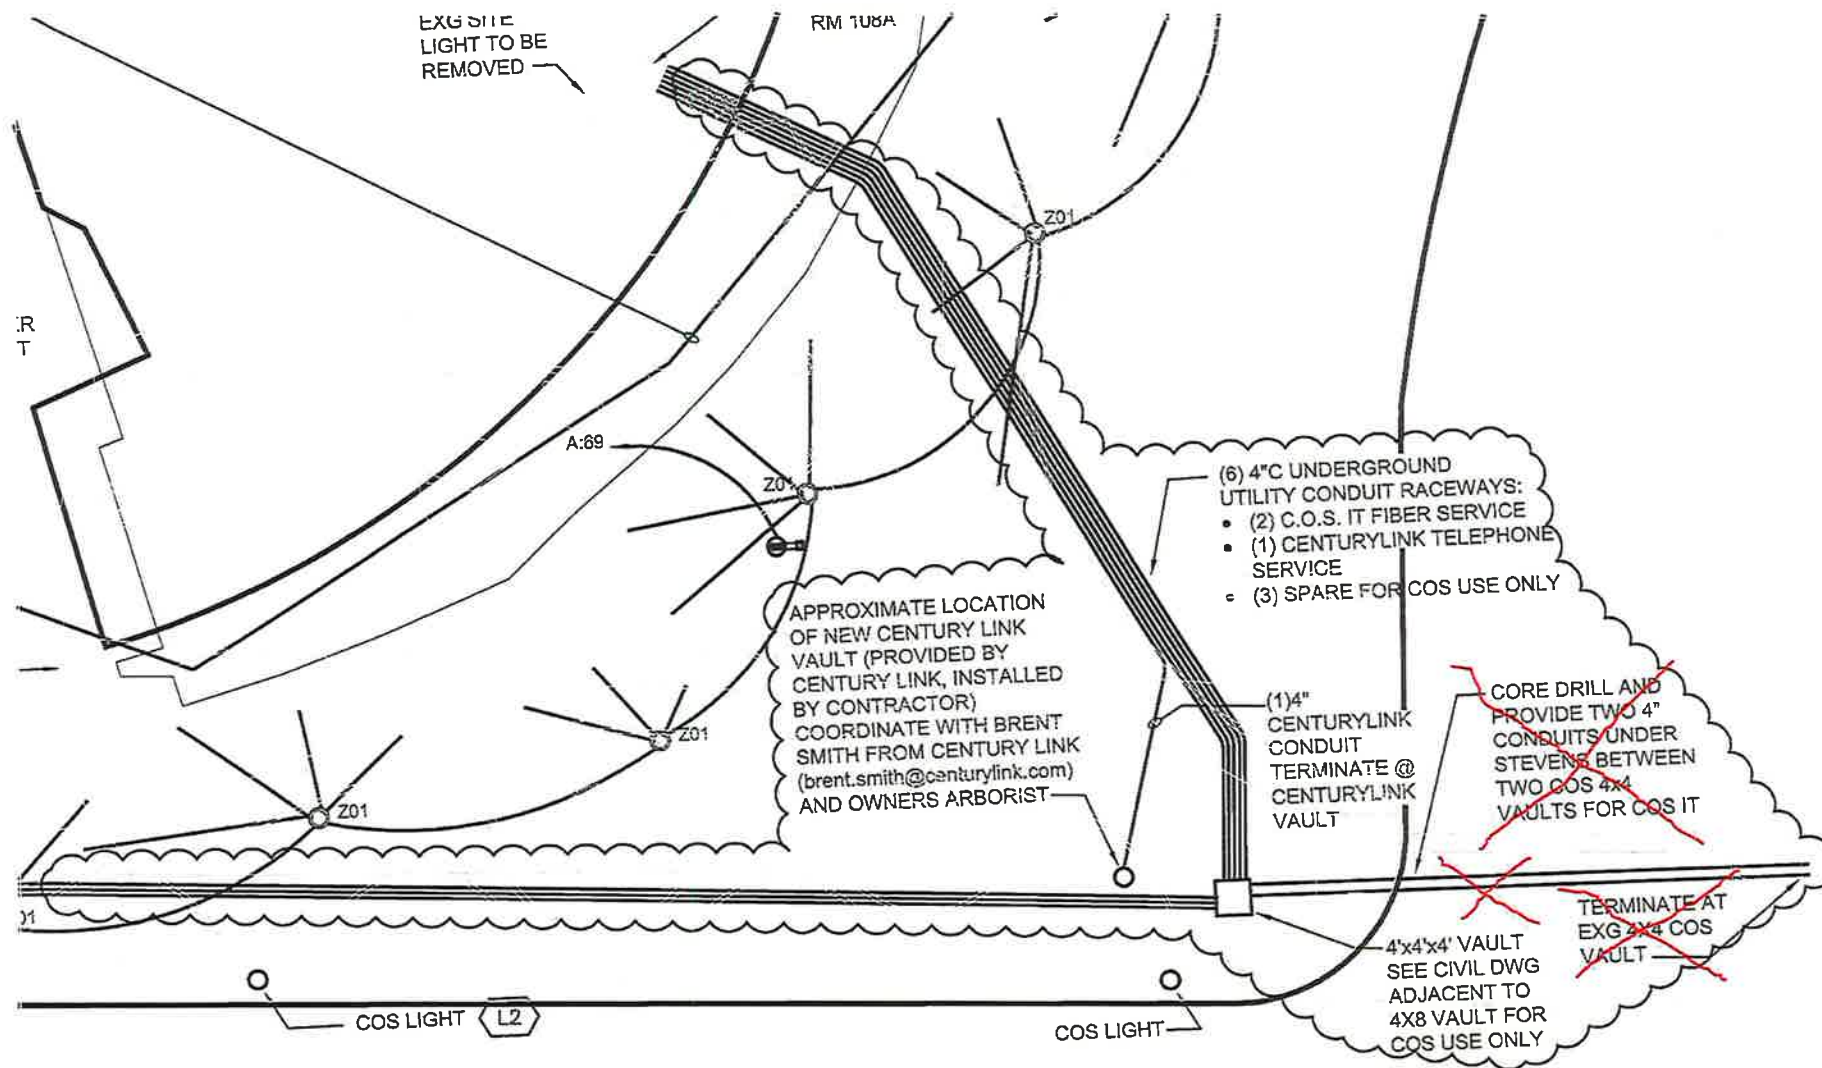 EXG SITE
LIGHT TO BE
REMOVED
RM 108A
Z01
A:69
Z01
(6) 4"C UNDERGROUND
UTILITY CONDUIT RACEWAYS:
• (2) C.O.S. IT FIBER SERVICE
• (1) CENTURYLINK TELEPHONE
SERVICE
• (3) SPARE FOR COS USE ONLY
APPROXIMATE LOCATION
OF NEW CENTURY LINK
VAULT (PROVIDED BY
CENTURY LINK, INSTALLED
BY CONTRACTOR)
COORDINATE WITH BRENT
SMITH FROM CENTURY LINK
(brent.smith@centurylink.com)
AND OWNERS ARBORIST
(1)4"
CENTURYLINK
CONDUIT
TERMINATE @
CENTURYLINK
VAULT
CORE DRILL AND
PROVIDE TWO 4"
CONDUITS UNDER
STEVENS BETWEEN
TWO COS 4x4
VAULTS FOR COS IT
Z01
Z01
TERMINATE AT
EXG 4X4 COS
VAULT
4'x4'x4' VAULT
SEE CIVIL DWG
ADJACENT TO
4X8 VAULT FOR
COS USE ONLY
COS LIGHT
L2
COS LIGHT